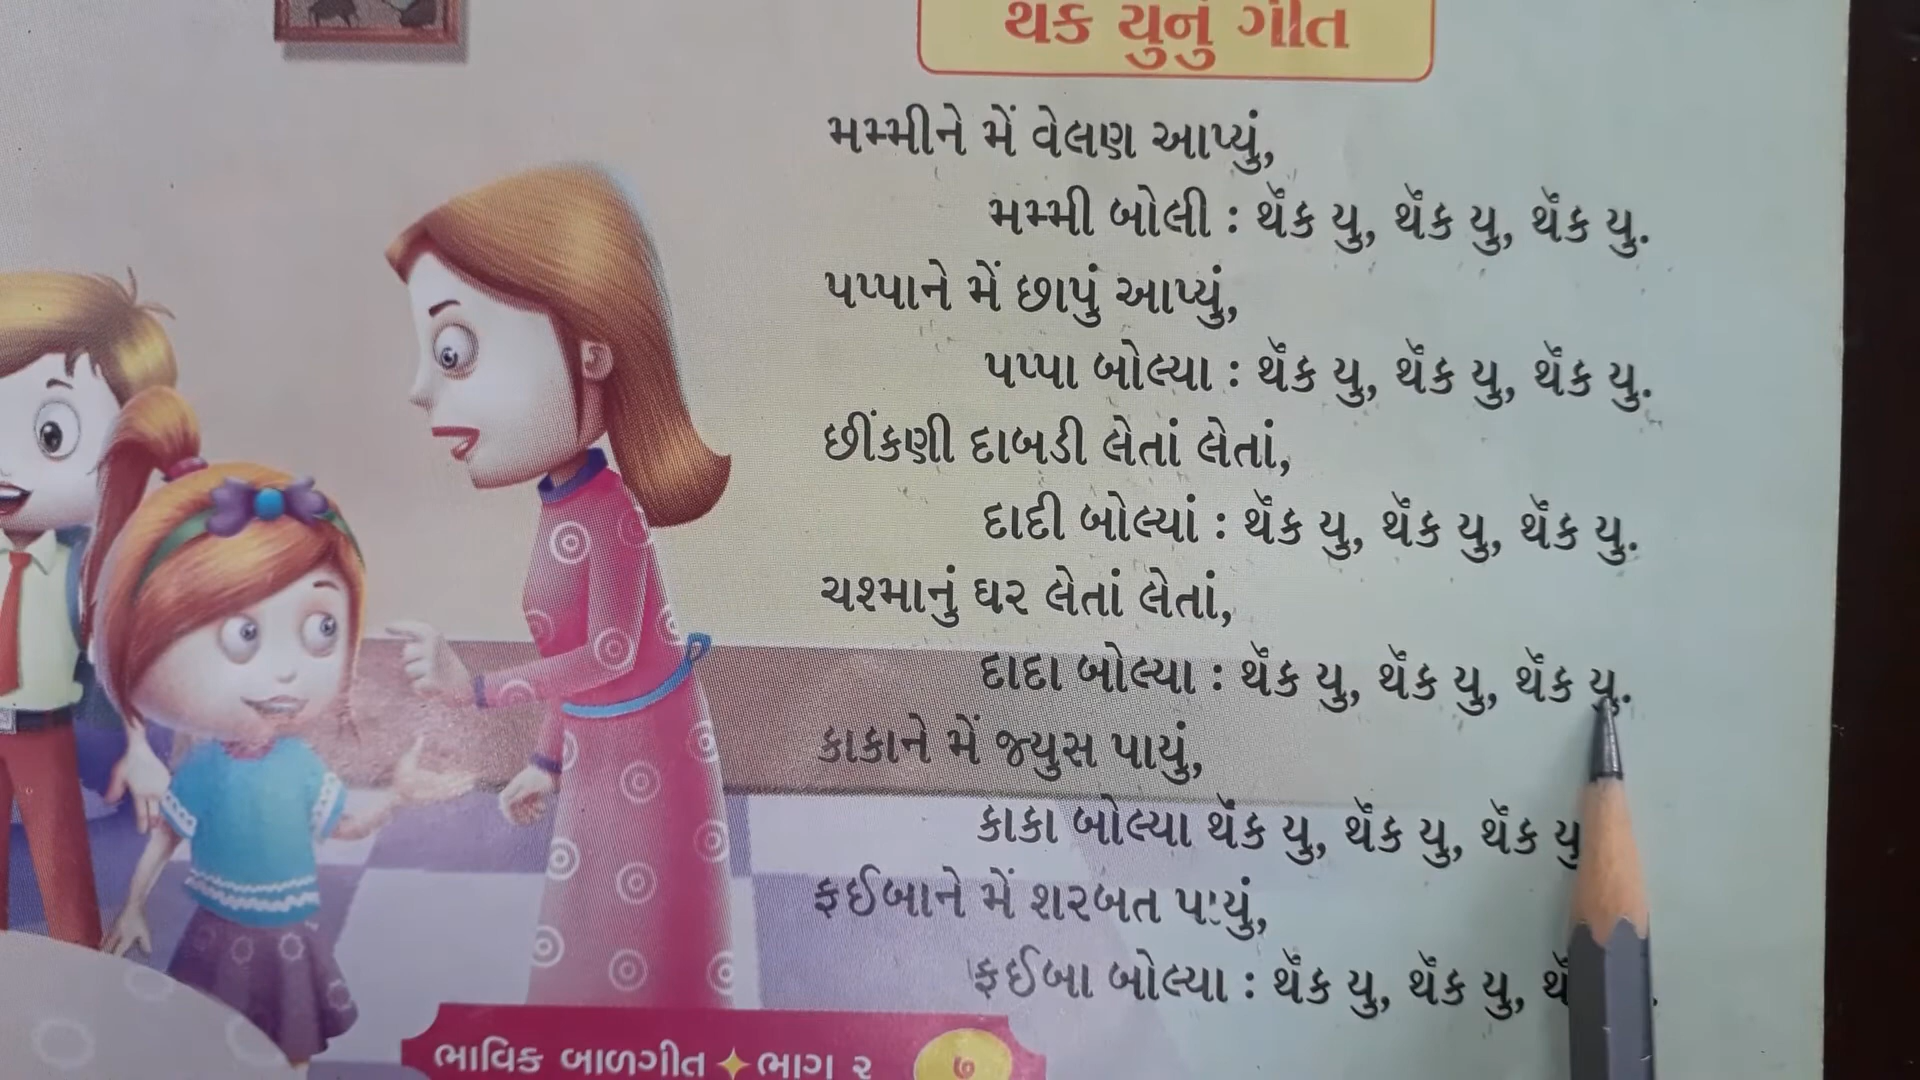 થેંક યુનું ગીત
મમ્મીને મેં વેલણ આપ્યું,
મમ્મી બોલી : થૅંક યુ, થૅંક યુ, થૅંક યુ.
પપ્પાને મેં છાપું આપ્યું,
પપ્પા બોલ્યા : થૅંક યુ, થૅંક યુ, થૅંક યુ.
છીંકણી દાબડી લેતાં લેતાં,
દાદી બોલ્યાં : થૅંક યુ, થૅંક યુ, થૅંક યુ.
ચશ્માનું ઘર લેતાં લેતાં,
દાદા બોલ્યા : થૅંક યુ, થૅંક યુ, થૅંક યુ.
કાકાને મેં જ્યુસ પાયું,
કાકા બોલ્યા થૅંક યુ, થૅંક યુ, થૅંક યુ
ફઈબાને મેં શરબત પાયું,
ફઈબા બોલ્યા : થૅંક યુ, થૅંક યુ,
ભાવિક બાળગીત ભાગ ૨ ૭